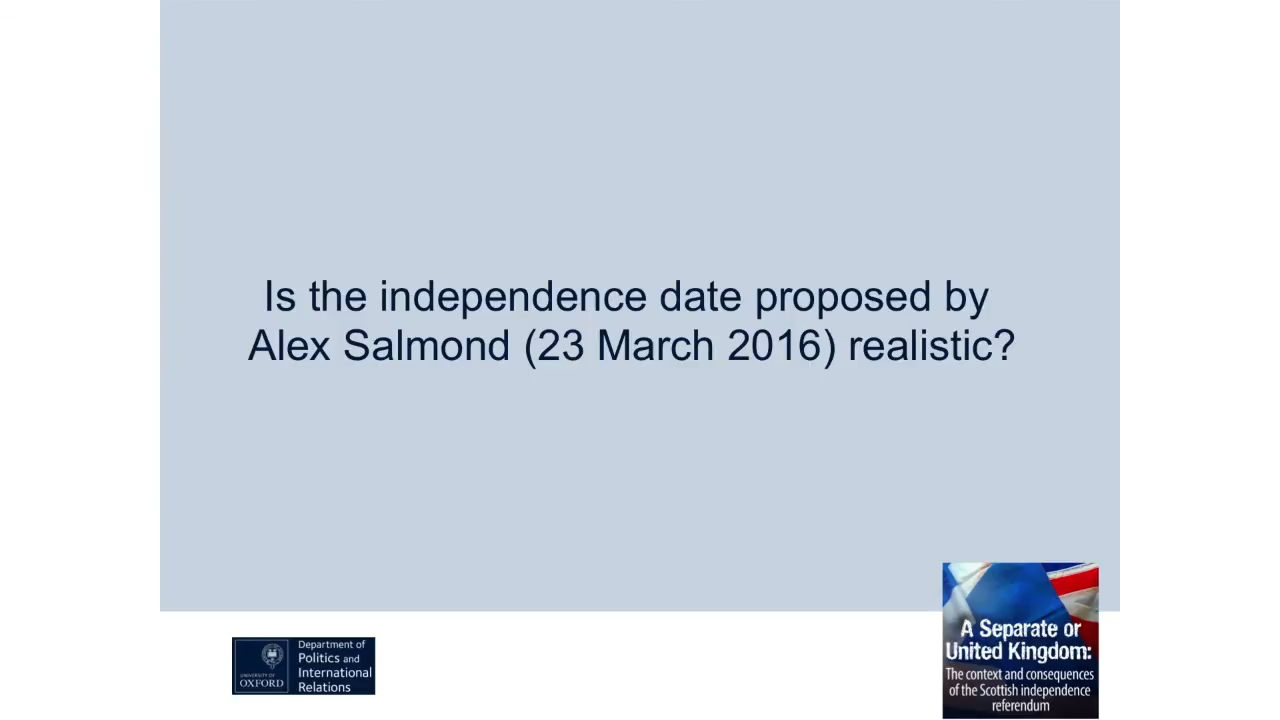 Is the independence date proposed by
Alex Salmond (23 March 2016) realistic?
UNIVERSITY OF
OXFORD
Department of
Politics and
International
Relations
A Separate or
United Kingdom:
The context and consequences
of the Scottish independence
referendum